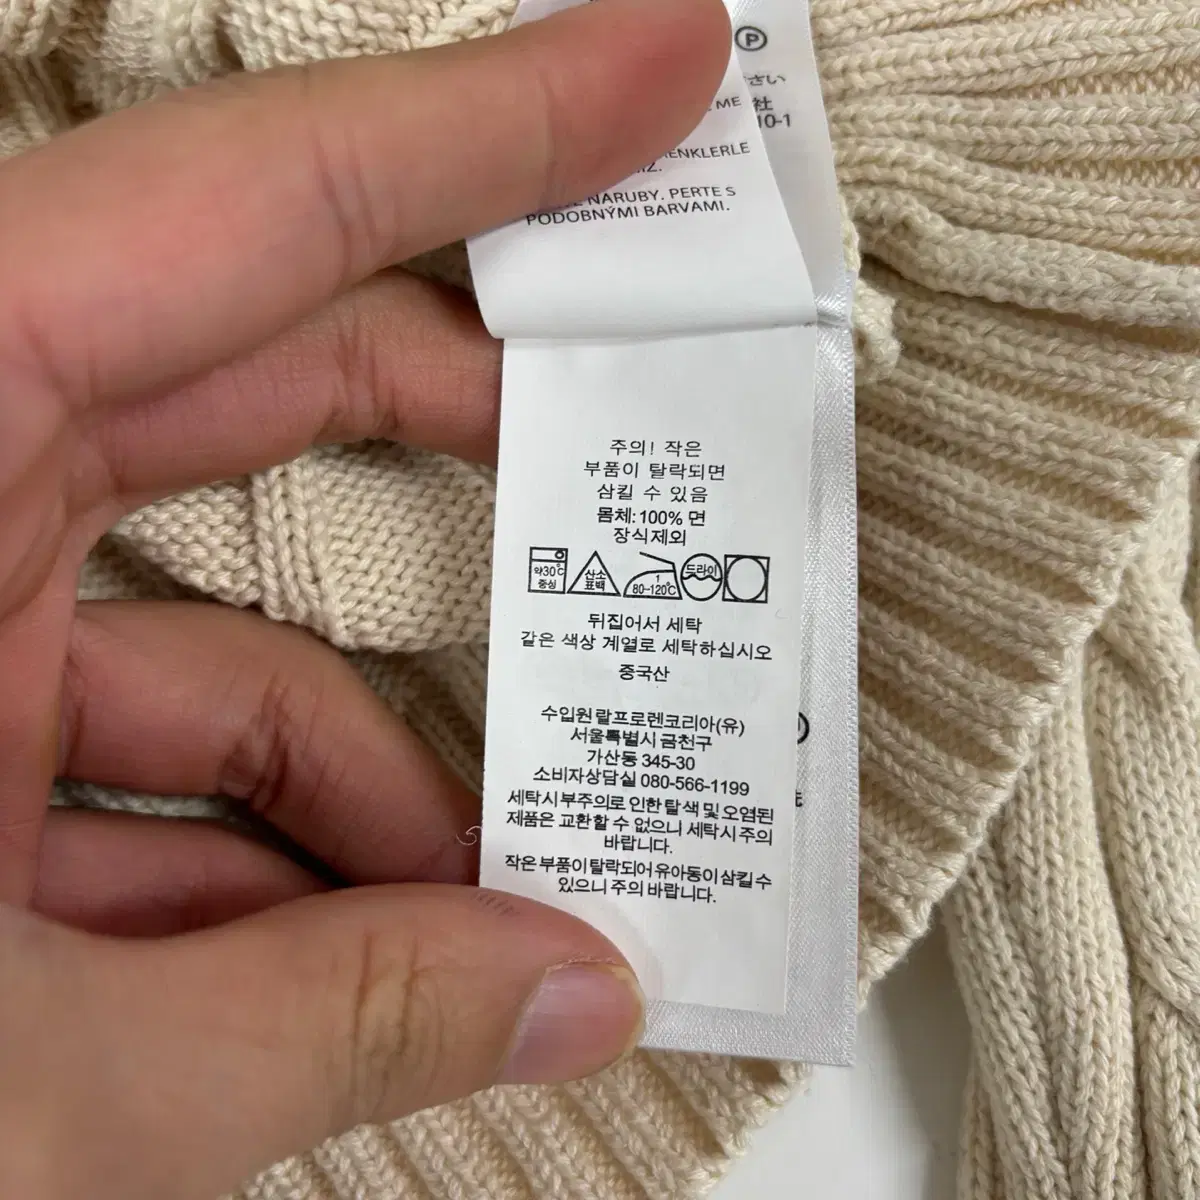 P
さい
ME 社
10-1
ENKLERLE
NARUBY. PERTE S
PODOBNÝMI BARVAMI.
주의! 작은
부품이 탈락되면
삼킬 수 있음
몸체: 100% 면
장식제외
약30℃ 중성 산소 표백 1 80-120℃ 드라이
뒤집어서 세탁
같은 색상 계열로 세탁하십시오
중국산
수입원 랄프로렌코리아(유)
서울특별시 금천구
가산동 345-30
소비자상담실 080-566-1199
세탁시 부주의로 인한 탈색 및 오염된
제품은 교환할 수 없으니 세탁시 주의
바랍니다.
작은 부품이 탈락되어 유아동이 삼킬 수
있으니 주의 바랍니다.